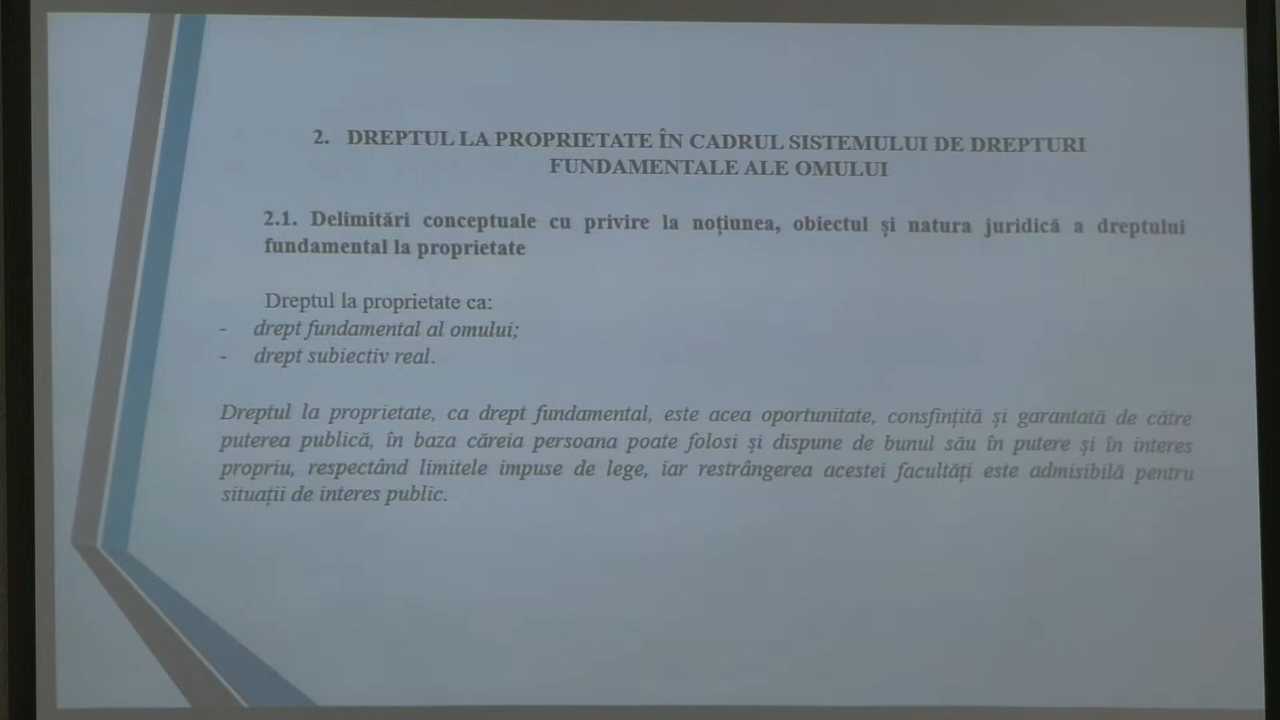 2. DREPTUL LA PROPRIETATE ÎN CADRUL SISTEMULUI DE DREPTURI
FUNDAMENTALE ALE OMULUI
2.1. Delimitări conceptuale cu privire la noțiunea, obiectul și natura juridică a dreptului
fundamental la proprietate
Dreptul la proprietate ca:
- drept fundamental al omului;
- drept subiectiv real.
Dreptul la proprietate, ca drept fundamental, este acea oportunitate, consfințită și garantată de către
puterea publică, în baza căreia persoana poate folosi și dispune de bunul său în putere și în interes
propriu, respectând limitele impuse de lege, iar restrângerea acestei facultăți este admisibilă pentru
situații de interes public.